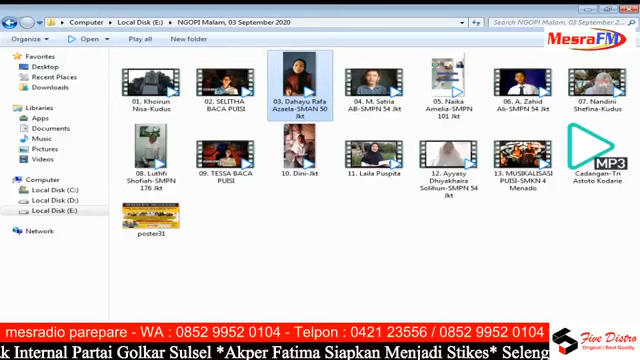 Computer ▸ Local Disk (E:) ▸ NGOPI Malam, 03 September 2020
Search NGOPI Malam, 03 September 2...
Organize Open Play all New folder
MesraFM
Favorites
Desktop
Recent Places
Downloads
Libraries
Apps
Documents
Music
Pictures
Videos
Computer
Local Disk (C:)
Local Disk (D:)
Local Disk (E:)
Network
01. Khoirun
Nisa-Kudus
02. SELITHA
BACA PUISI
03. Dahayu Rafa
Azaela-SMAN 50
Jkt
04. M. Satria
AB-SMPN 54 Jkt
05. Naika
Amelia-SMPN
101 Jkt
06. A. Zahid
Ali-SMPN 54 Jkt
07. Nandini
Shefina-Kudus
08. Luthfi
Shofiah-SMPN
176 Jkt
09. TESSA BACA
PUISI
10. Dini-Jkt
11. Laila Puspita
12. Ayyasy
Dhiyakhaira
Solihun-SMPN 54
Jkt
13. MUSIKALISASI
PUISI-SMKN 4
Menado
MP3
Cadangan-Tri
Astoto Kodarie
poster31
mesradio parepare - WA : 0852 9952 0104 - Telpon : 0421 23556 / 0852 9952 0104
k Internal Partai Golkar Sulsel *Akper Fatima Siapkan Menjadi Stikes* Selena
Five Distro
Original | Best Quality